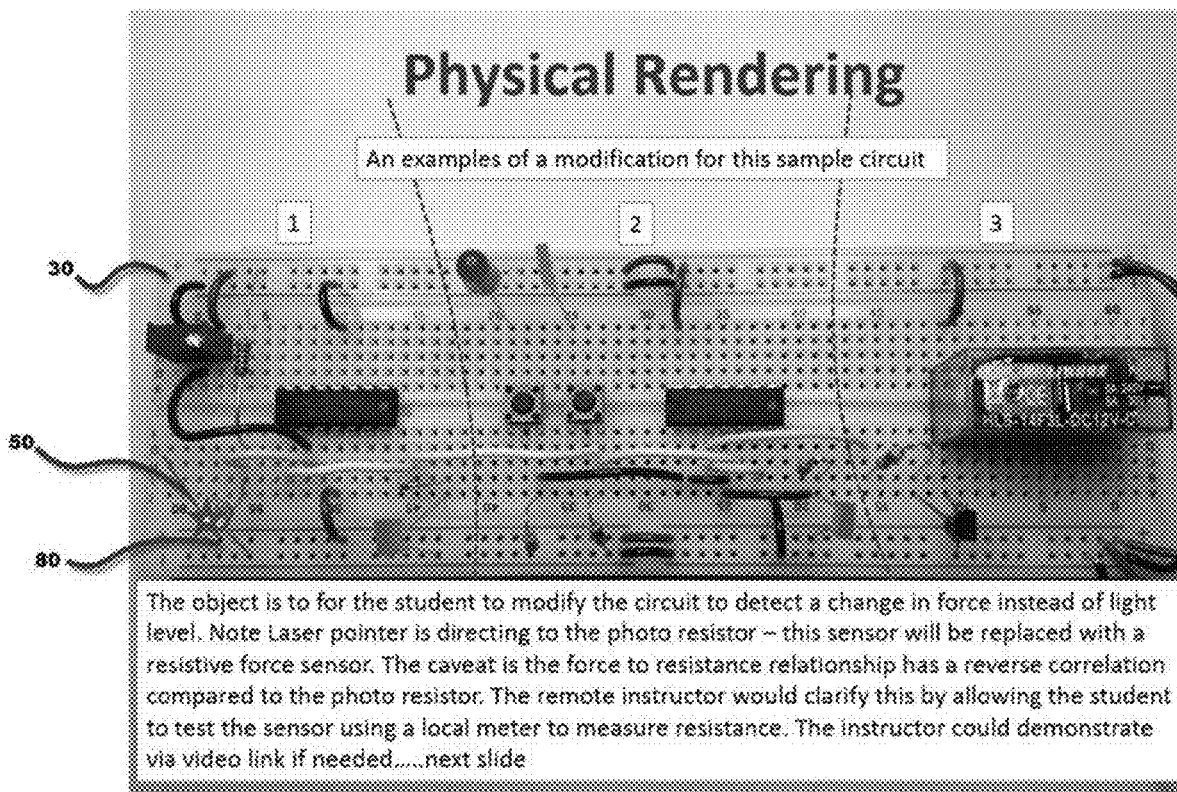 Physical Rendering
An examples of a modification for this sample circuit
1 2 3
30
50
80
The object is to for the student to modify the circuit to detect a change in force instead of light
level. Note Laser pointer is directing to the photo resistor – this sensor will be replaced with a
resistive force sensor. The caveat is the force to resistance relationship has a reverse correlation
compared to the photo resistor. The remote instructor would clarify this by allowing the student
to test the sensor using a local meter to measure resistance. The instructor could demonstrate
via video link if needed.....next slide